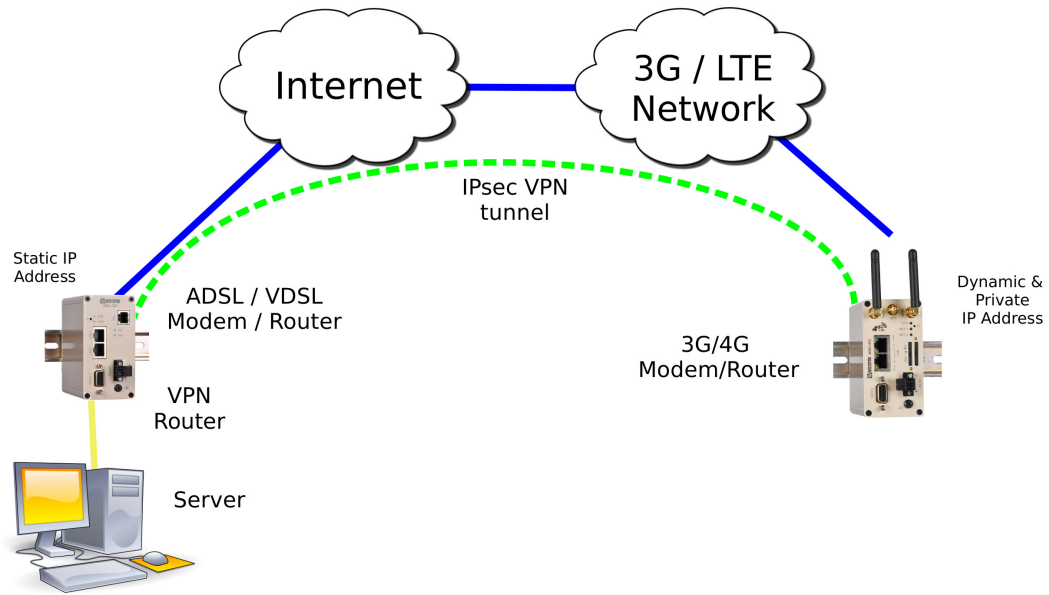 Internet
3G / LTE
Network
IPsec VPN
tunnel
Static IP
Address
ADSL / VDSL
Modem / Router
Dynamic &
Private
IP Address
3G/4G
Modem/Router
VPN
Router
Server